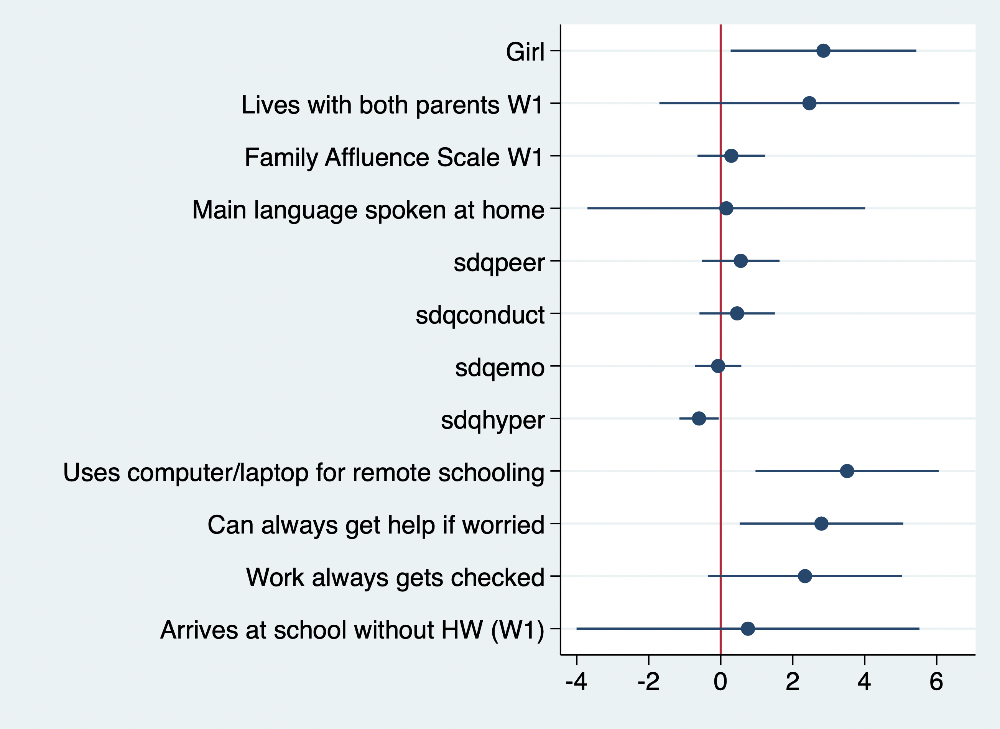 Girl
Lives with both parents W1
Family Affluence Scale W1
Main language spoken at home
sdqpeer
sdqconduct
sdqemo
sdqhyper
Uses computer/laptop for remote schooling
Can always get help if worried
Work always gets checked
Arrives at school without HW (W1)
-4 -2 0 2 4 6